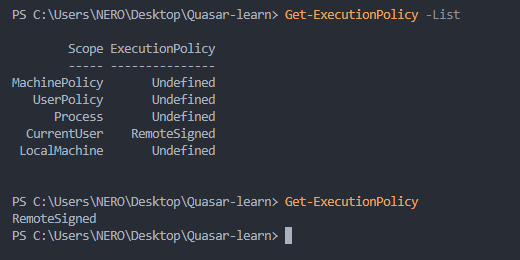 PS C:\Users\NERO\Desktop\Quasar-learn> Get-ExecutionPolicy -List
Scope ExecutionPolicy
----- ---------------
MachinePolicy Undefined
UserPolicy Undefined
Process Undefined
CurrentUser RemoteSigned
LocalMachine Undefined
PS C:\Users\NERO\Desktop\Quasar-learn> Get-ExecutionPolicy
RemoteSigned
PS C:\Users\NERO\Desktop\Quasar-learn>